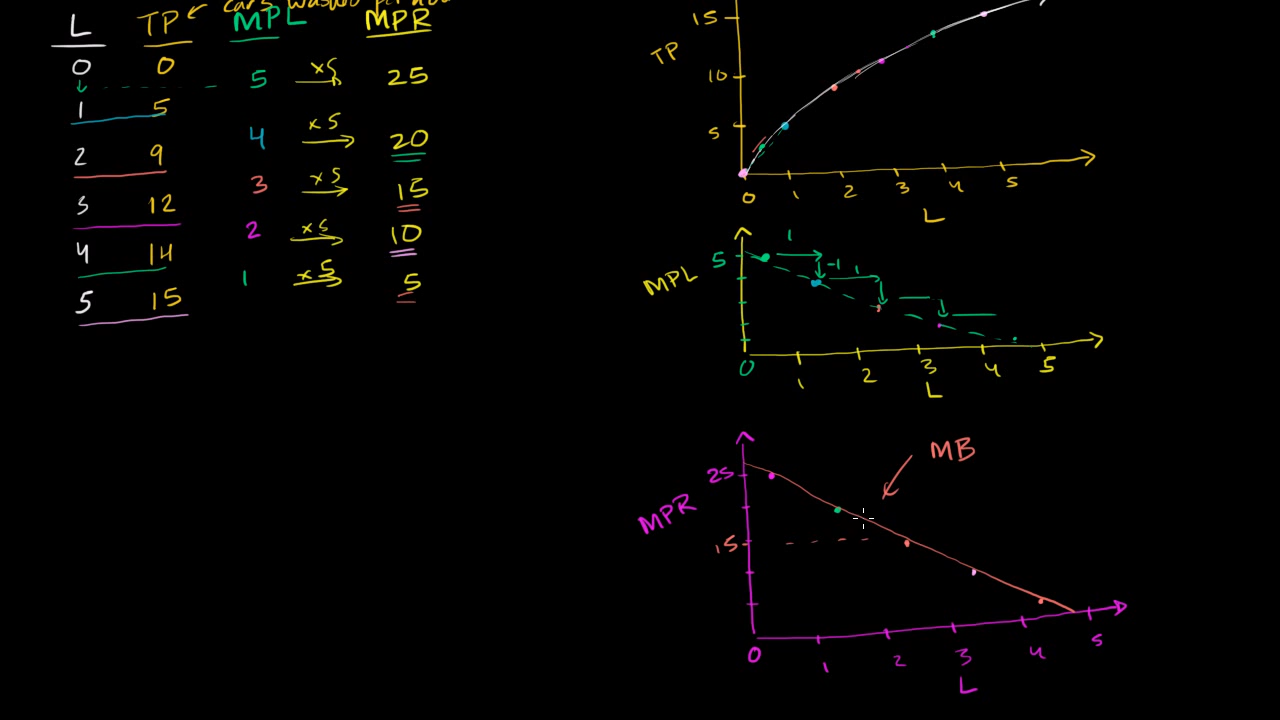 cars washed
L TP MPL MPR
0 0
5 ×5 25
1 5
4 ×5 20
2 9
3 ×5 15
3 12
2 ×5 10
4 14
1 ×5 5
5 15
15
TP
10
5
0 1 2 3 4 5
L
1
5 -1 1
MPL
0 1 2 3 4 5
L
MB
25
MPR
15
0 1 2 3 4 5
L